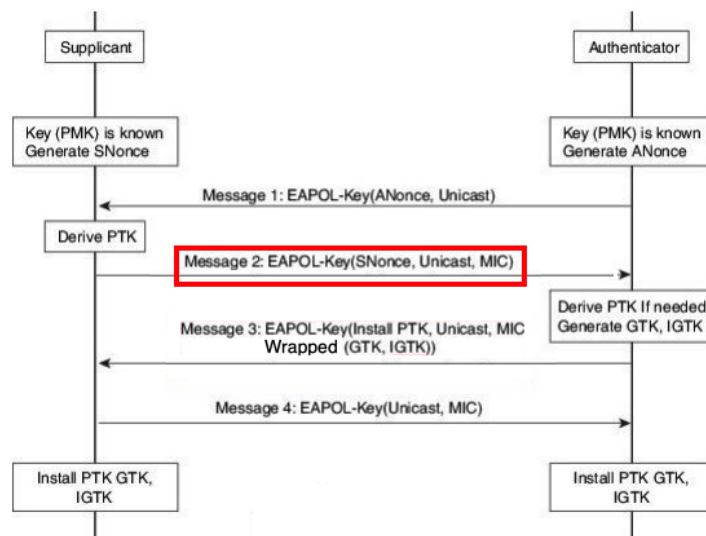 Supplicant
Authenticator
Key (PMK) is known
Generate SNonce
Key (PMK) is known
Generate ANonce
Message 1: EAPOL-Key(ANonce, Unicast)
Derive PTK
Message 2: EAPOL-Key(SNonce, Unicast, MIC)
Derive PTK If needed
Generate GTK, IGTK
Message 3: EAPOL-Key(Install PTK, Unicast, MIC
Wrapped (GTK, IGTK))
Message 4: EAPOL-Key(Unicast, MIC)
Install PTK GTK,
IGTK
Install PTK GTK,
IGTK